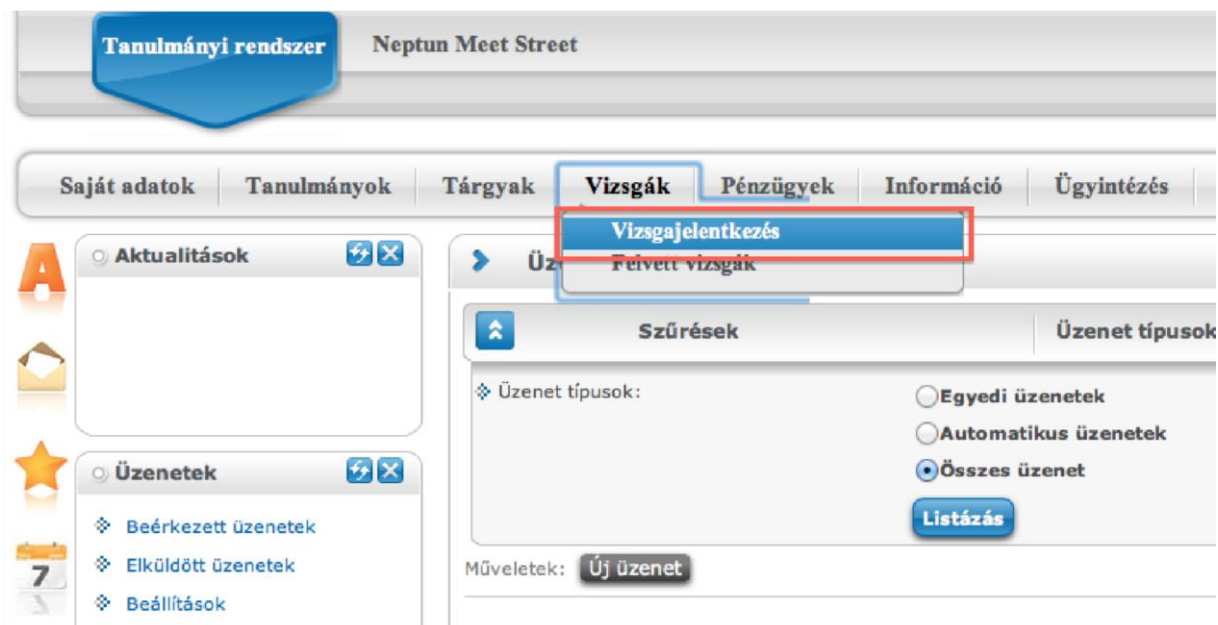 Tanulmányi rendszer Neptun Meet Street
Saját adatok Tanulmányok Tárgyak Vizsgák Pénzügyek Információ Ügyintézés
Vizsgajelentkezés
Felvett vizsgák
Aktualitások
Üz
Szűrések Üzenet típusok
Üzenet típusok:
Egyedi üzenetek
Automatikus üzenetek
Összes üzenet
Listázás
Üzenetek
Beérkezett üzenetek
Elküldött üzenetek
Beállítások
7
Műveletek: Új üzenet